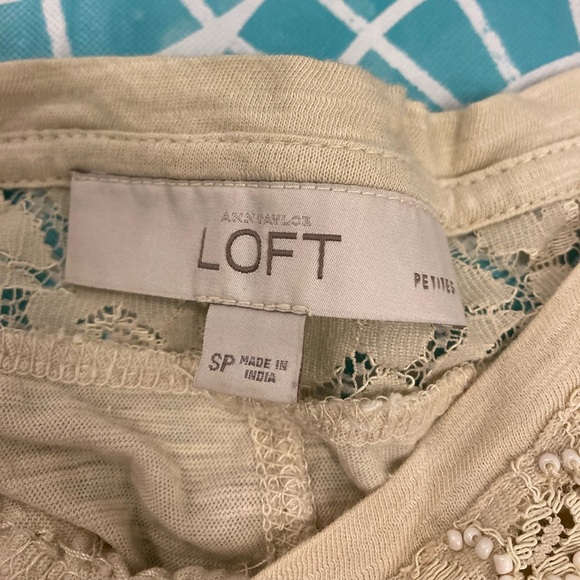 ANN TAYLOR
LOFT
PETITES
SP MADE IN
INDIA